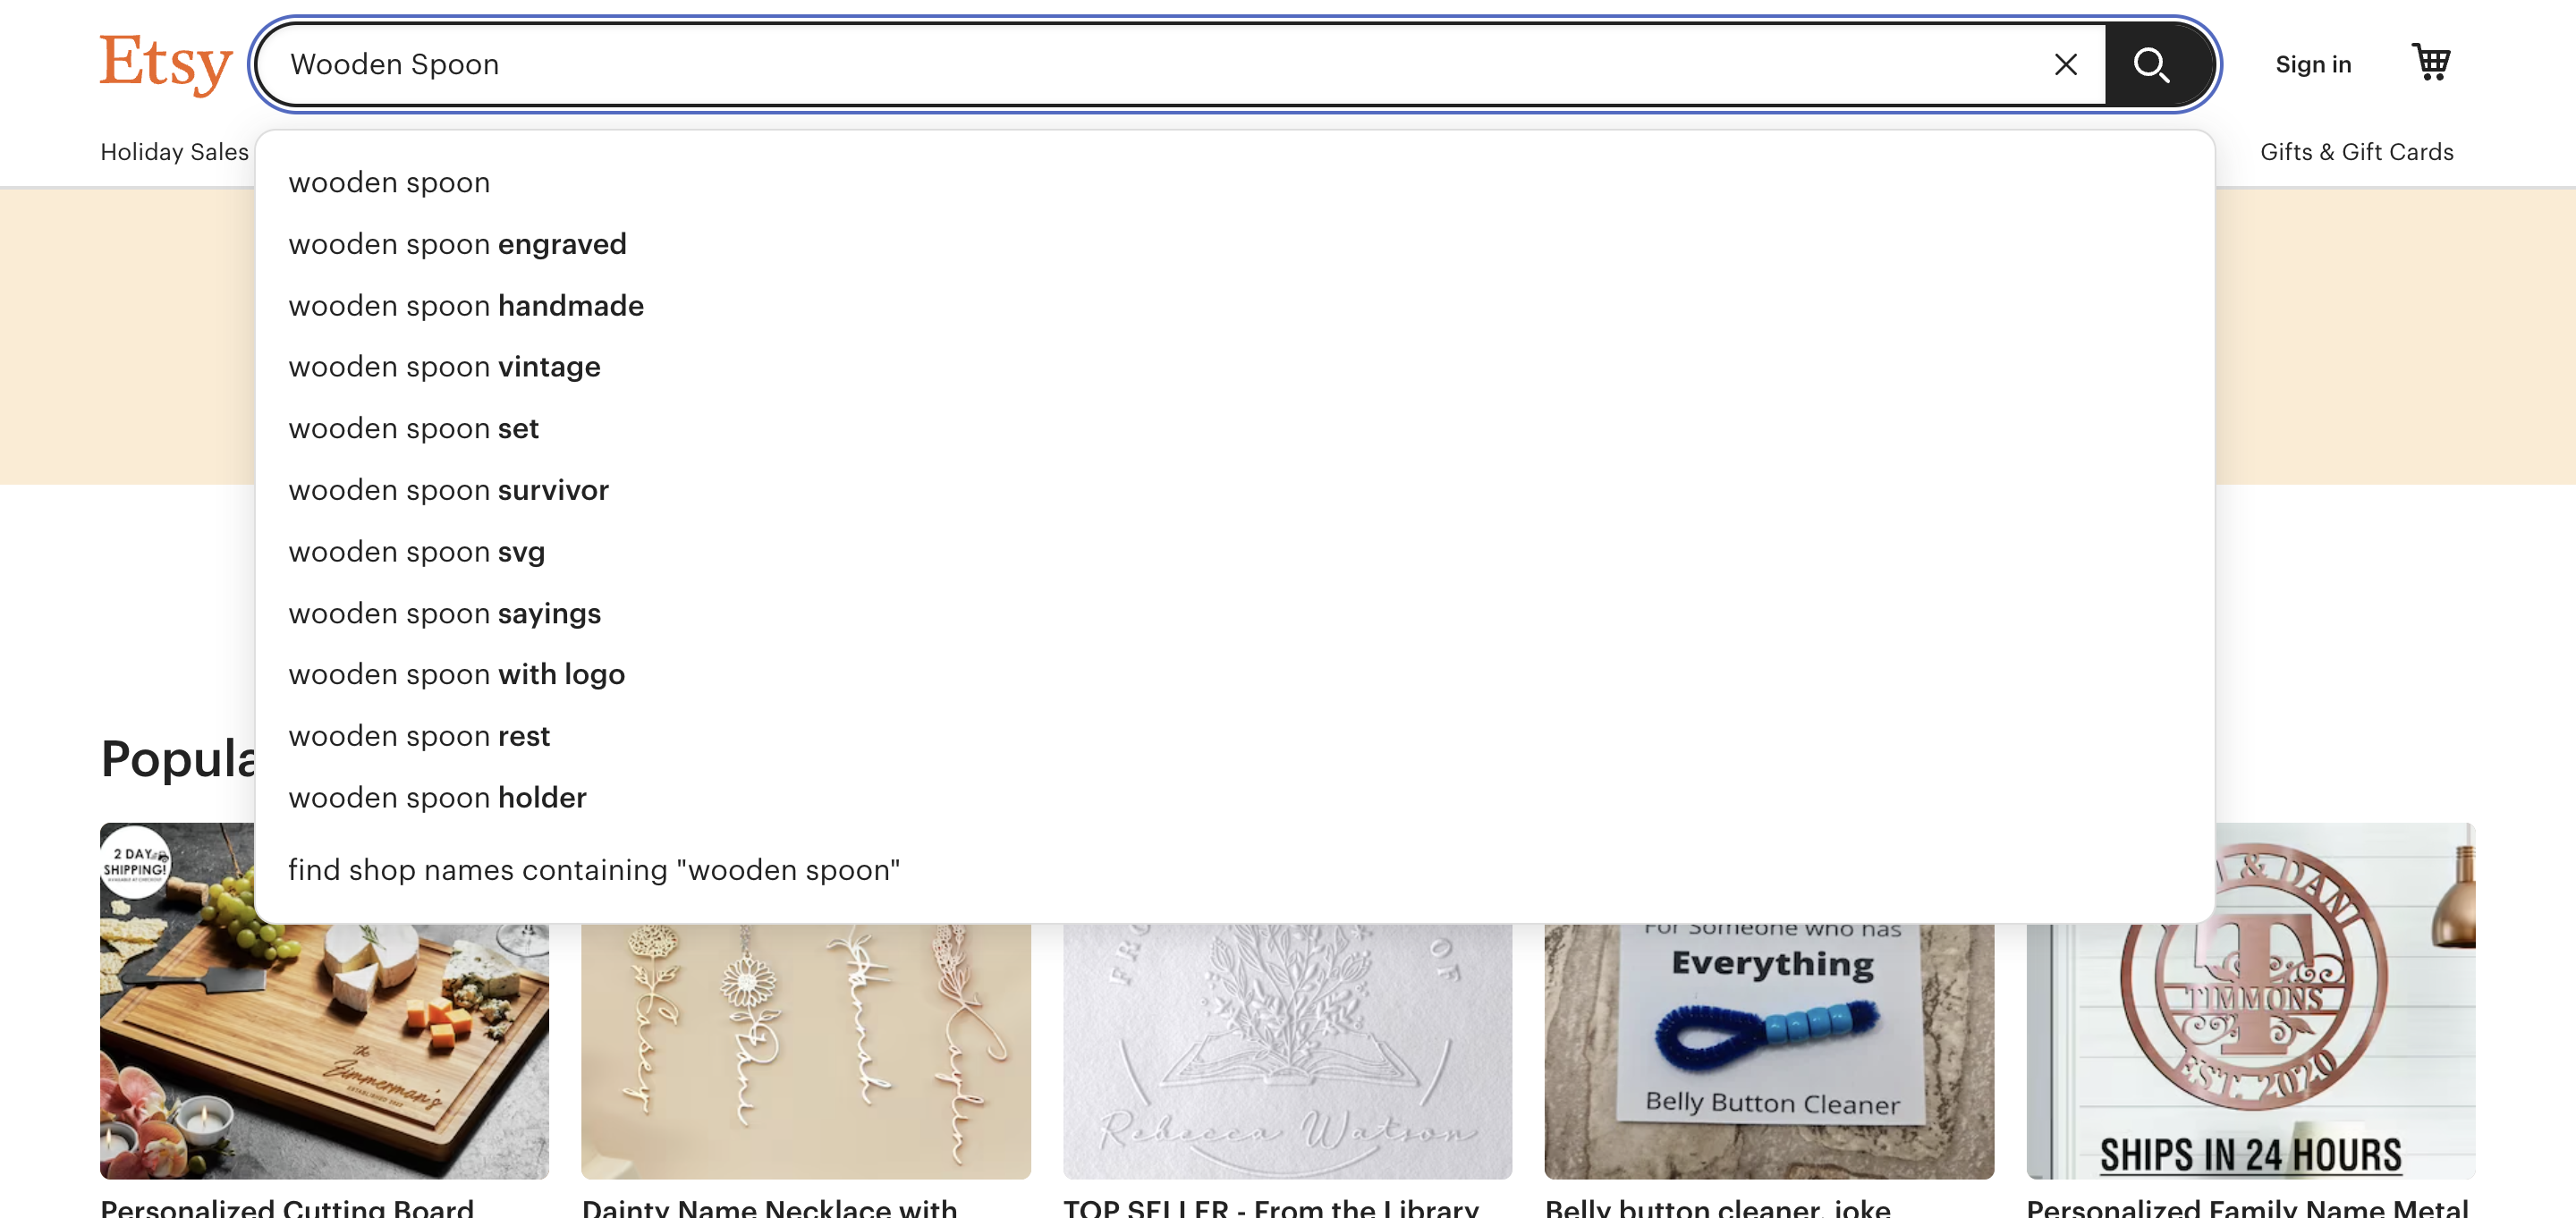 Etsy
Wooden Spoon
Sign in
Holiday Sales
Gifts & Gift Cards
wooden spoon
wooden spoon engraved
wooden spoon handmade
wooden spoon vintage
wooden spoon set
wooden spoon survivor
wooden spoon svg
wooden spoon sayings
wooden spoon with logo
wooden spoon rest
wooden spoon holder
find shop names containing "wooden spoon"
Popula
2 DAY
SHIPPING!
the
Zimmerman's
Casey
Dani
Hannah
Caylin
FRO
OF
Rebecca Watson
For Someone who has
Everything
Belly Button Cleaner
& DANI
T
TIMMONS
EST. 2020
SHIPS IN 24 HOURS
Personalized Cutting Board
Dainty Name Necklace with
TOP SELLER - From the Library
Belly button cleaner, joke
Personalized Family Name Metal